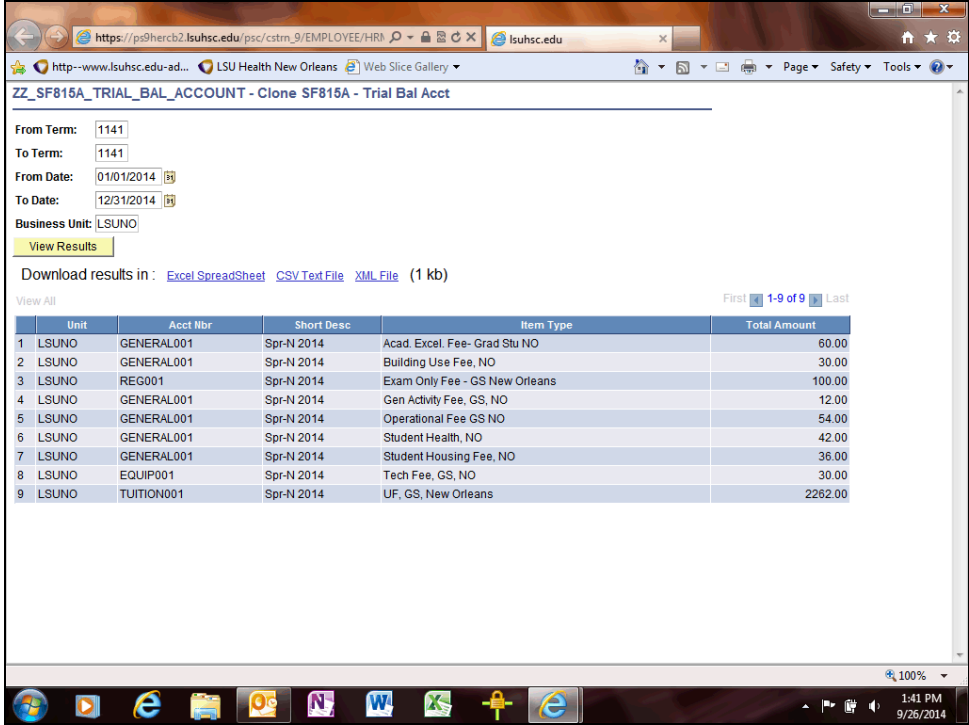 https://ps9hercb2.lsuhsc.edu/psc/cstrn_9/EMPLOYEE/HRM
lsuhsc.edu
http--www.lsuhsc.edu-ad... LSU Health New Orleans Web Slice Gallery Page Safety Tools
ZZ_SF815A_TRIAL_BAL_ACCOUNT - Clone SF815A - Trial Bal Acct
From Term: 1141
To Term: 1141
From Date: 01/01/2014
To Date: 12/31/2014
Business Unit: LSUNO
View Results
Download results in : Excel SpreadSheet CSV Text File XML File (1 kb)
View All First 1-9 of 9 Last
Unit Acct Nbr Short Desc Item Type Total Amount
1 LSUNO GENERAL001 Spr-N 2014 Acad. Excel. Fee- Grad Stu NO 60.00
2 LSUNO GENERAL001 Spr-N 2014 Building Use Fee, NO 30.00
3 LSUNO REG001 Spr-N 2014 Exam Only Fee - GS New Orleans 100.00
4 LSUNO GENERAL001 Spr-N 2014 Gen Activity Fee, GS, NO 12.00
5 LSUNO GENERAL001 Spr-N 2014 Operational Fee GS NO 54.00
6 LSUNO GENERAL001 Spr-N 2014 Student Health, NO 42.00
7 LSUNO GENERAL001 Spr-N 2014 Student Housing Fee, NO 36.00
8 LSUNO EQUIP001 Spr-N 2014 Tech Fee, GS, NO 30.00
9 LSUNO TUITION001 Spr-N 2014 UF, GS, New Orleans 2262.00
100%
1:41 PM
9/26/2014